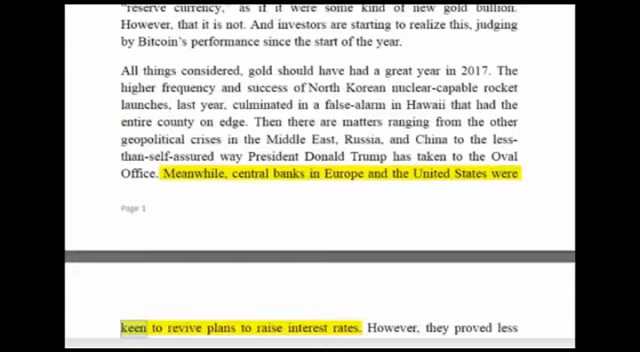 "reserve currency," as if it were some kind of new gold bullion.
However, that it is not. And investors are starting to realize this, judging
by Bitcoin's performance since the start of the year.
All things considered, gold should have had a great year in 2017. The
higher frequency and success of North Korean nuclear-capable rocket
launches, last year, culminated in a false-alarm in Hawaii that had the
entire county on edge. Then there are matters ranging from the other
geopolitical crises in the Middle East, Russia, and China to the less-
than-self-assured way President Donald Trump has taken to the Oval
Office. Meanwhile, central banks in Europe and the United States were
Page 1
keen to revive plans to raise interest rates. However, they proved less